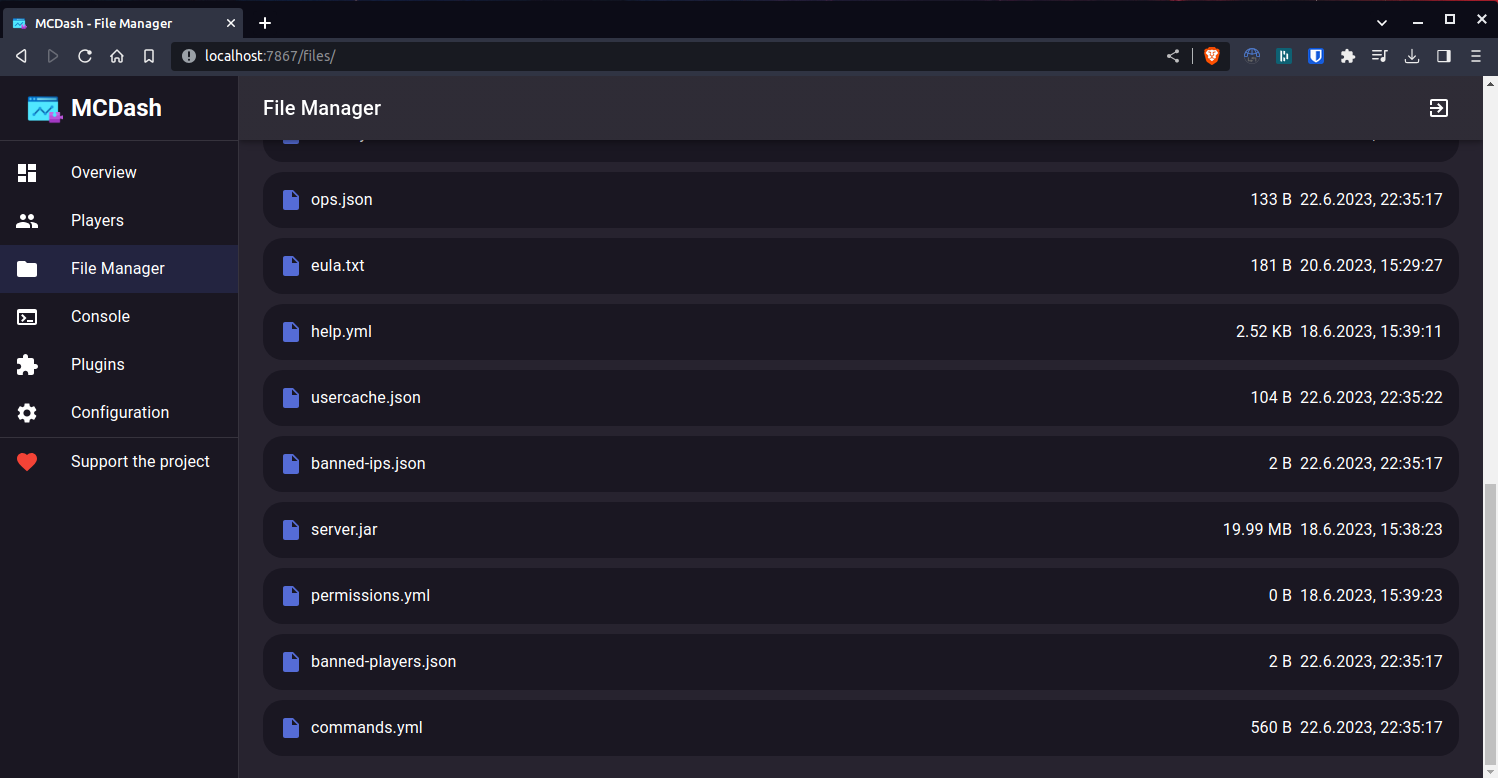 MCDash - File Manager
localhost:7867/files/
MCDash
File Manager
Overview
Players
File Manager
Console
Plugins
Configuration
Support the project
ops.json 133 B 22.6.2023, 22:35:17
eula.txt 181 B 20.6.2023, 15:29:27
help.yml 2.52 KB 18.6.2023, 15:39:11
usercache.json 104 B 22.6.2023, 22:35:22
banned-ips.json 2 B 22.6.2023, 22:35:17
server.jar 19.99 MB 18.6.2023, 15:38:23
permissions.yml 0 B 18.6.2023, 15:39:23
banned-players.json 2 B 22.6.2023, 22:35:17
commands.yml 560 B 22.6.2023, 22:35:17